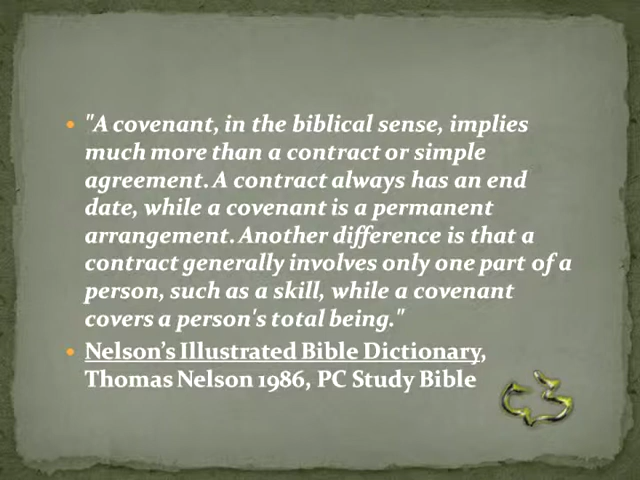 "A covenant, in the biblical sense, implies
much more than a contract or simple
agreement. A contract always has an end
date, while a covenant is a permanent
arrangement. Another difference is that a
contract generally involves only one part of a
person, such as a skill, while a covenant
covers a person's total being."
Nelson’s Illustrated Bible Dictionary,
Thomas Nelson 1986, PC Study Bible